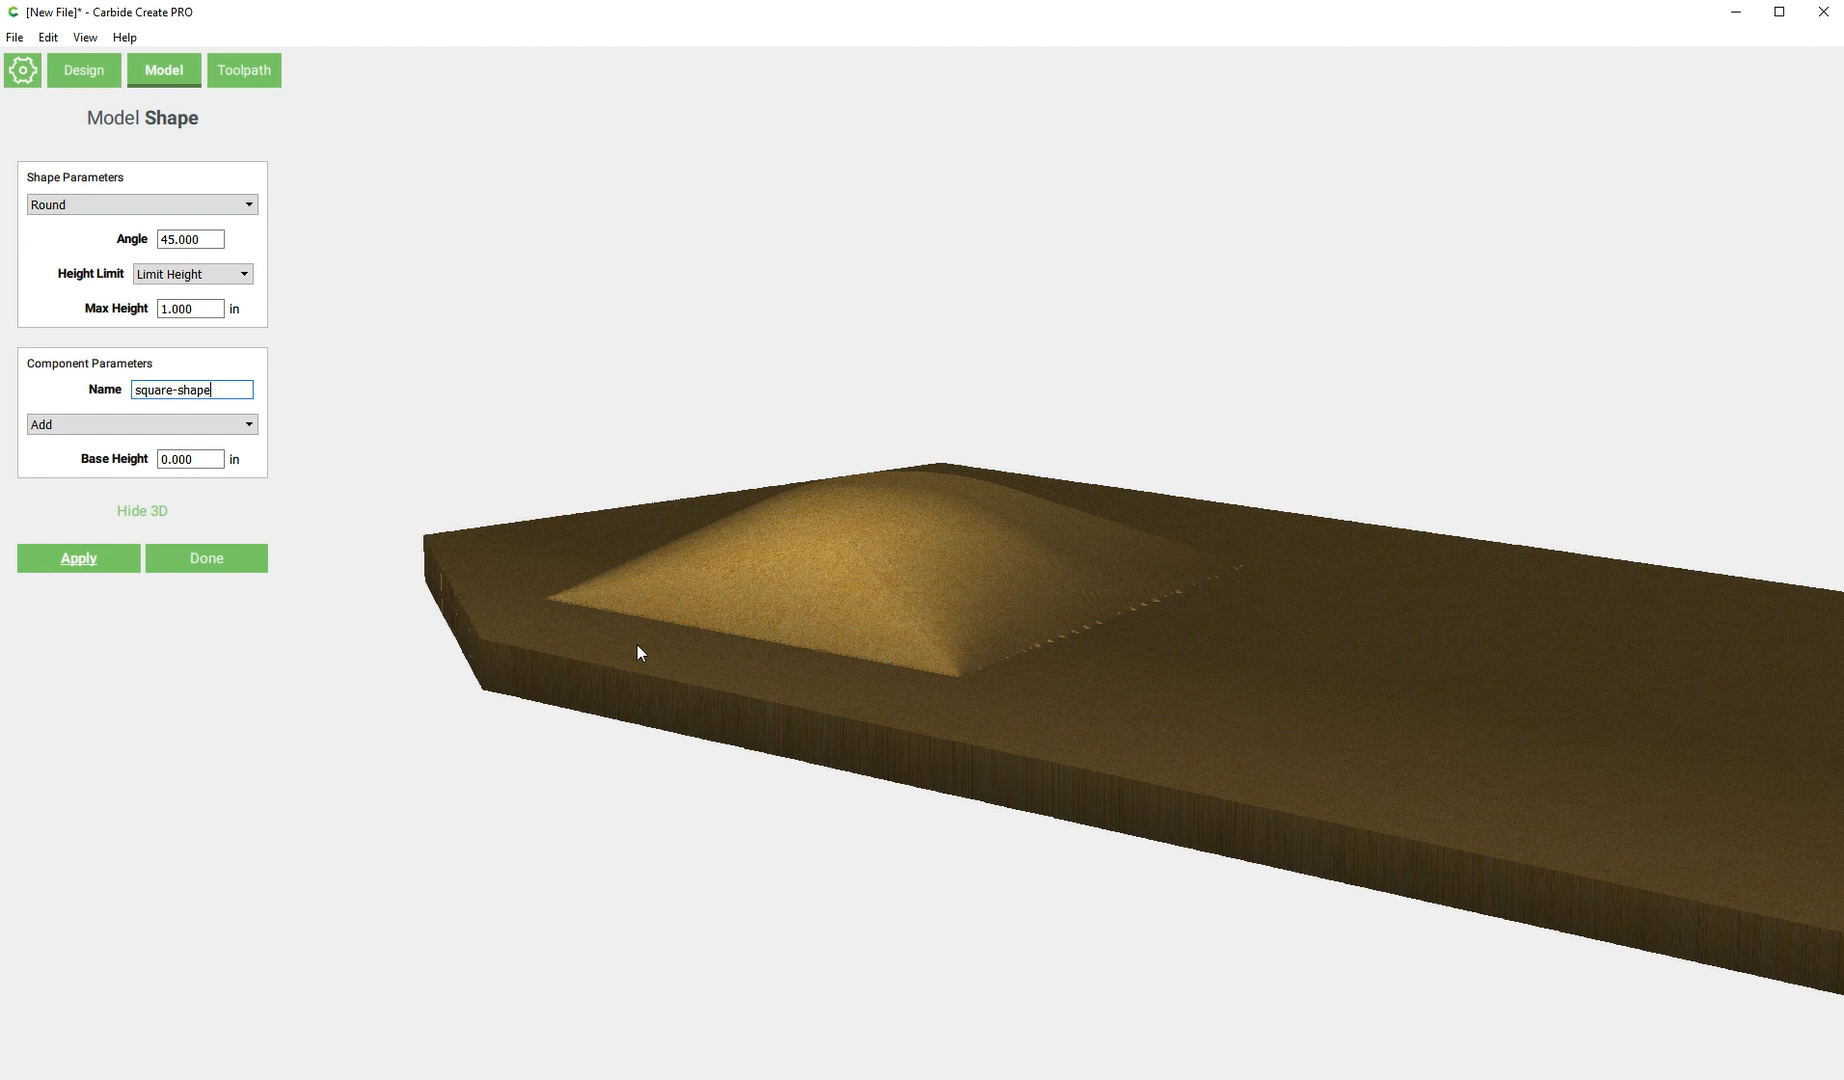 [New File]* - Carbide Create PRO
File Edit View Help
Design Model Toolpath
Model Shape
Shape Parameters
Round
Angle 45.000
Height Limit Limit Height
Max Height 1.000 in
Component Parameters
Name square-shape
Add
Base Height 0.000 in
Hide 3D
Apply Done